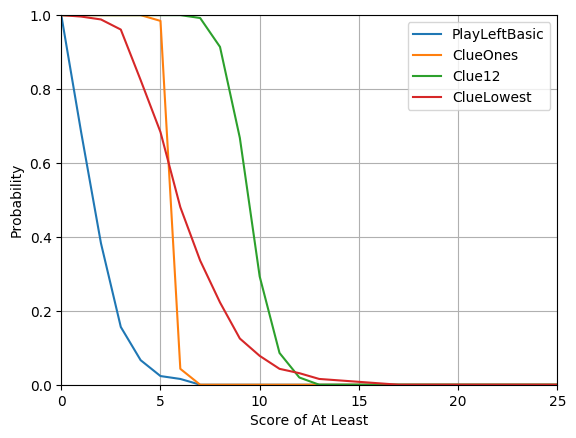 1.0
0.8
0.6
0.4
0.2
0.0
Probability
0 5 10 15 20 25
Score of At Least
PlayLeftBasic
ClueOnes
Clue12
ClueLowest